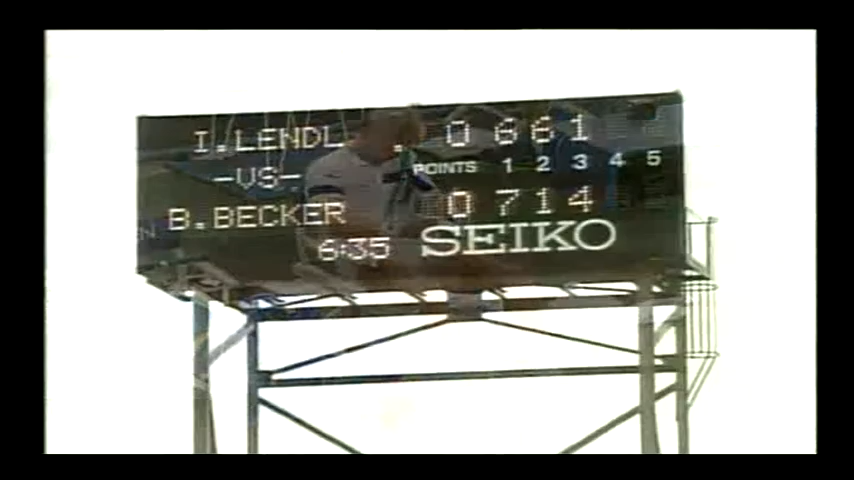 I.LENDL . 0 6 6 1
-VS- POINTS 1 2 3 4 5
B.BECKER 0 7 1 4
6:35 SEIKO